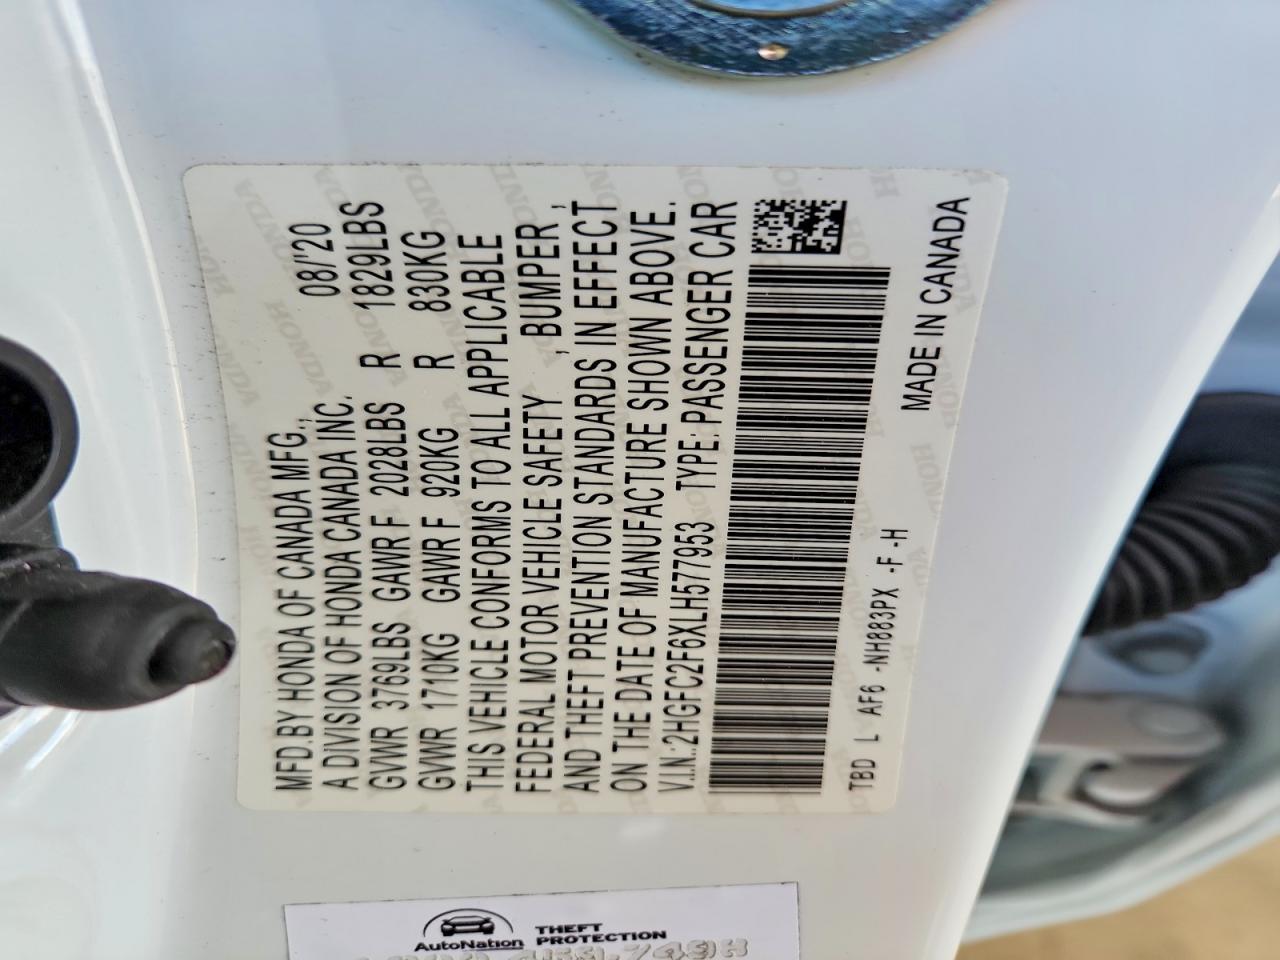 MFD.BY HONDA OF CANADA MFG.,
A DIVISION OF HONDA CANADA INC. 08/'20
GVWR 3769LBS GAWR F 2028LBS R 1829LBS
GVWR 1710KG GAWR F 920KG R 830KG
THIS VEHICLE CONFORMS TO ALL APPLICABLE
FEDERAL MOTOR VEHICLE SAFETY , BUMPER ,
AND THEFT PREVENTION STANDARDS IN EFFECT
ON THE DATE OF MANUFACTURE SHOWN ABOVE.
V.I.N.:2HGFC2F6XLH577953 TYPE: PASSENGER CAR
TBD L AF6 -NH883PX -F -H MADE IN CANADA
AutoNation THEFT
PROTECTION